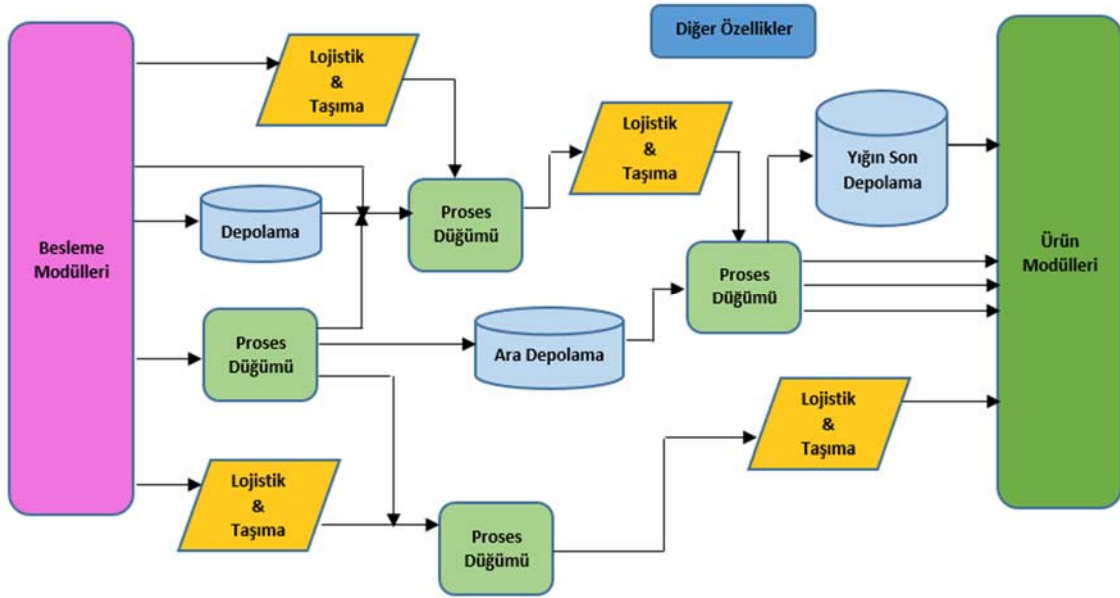 Diğer Özellikler
Lojistik
&
Taşıma
Lojistik
&
Taşıma
Yığın Son
Depolama
Proses
Düğümü
Depolama
Besleme
Modülleri
Ürün
Modülleri
Proses
Düğümü
Proses
Düğümü
Ara Depolama
Lojistik
&
Taşıma
Lojistik
&
Taşıma
Proses
Düğümü